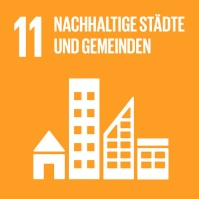 11 NACHHALTIGE STÄDTE
UND GEMEINDEN